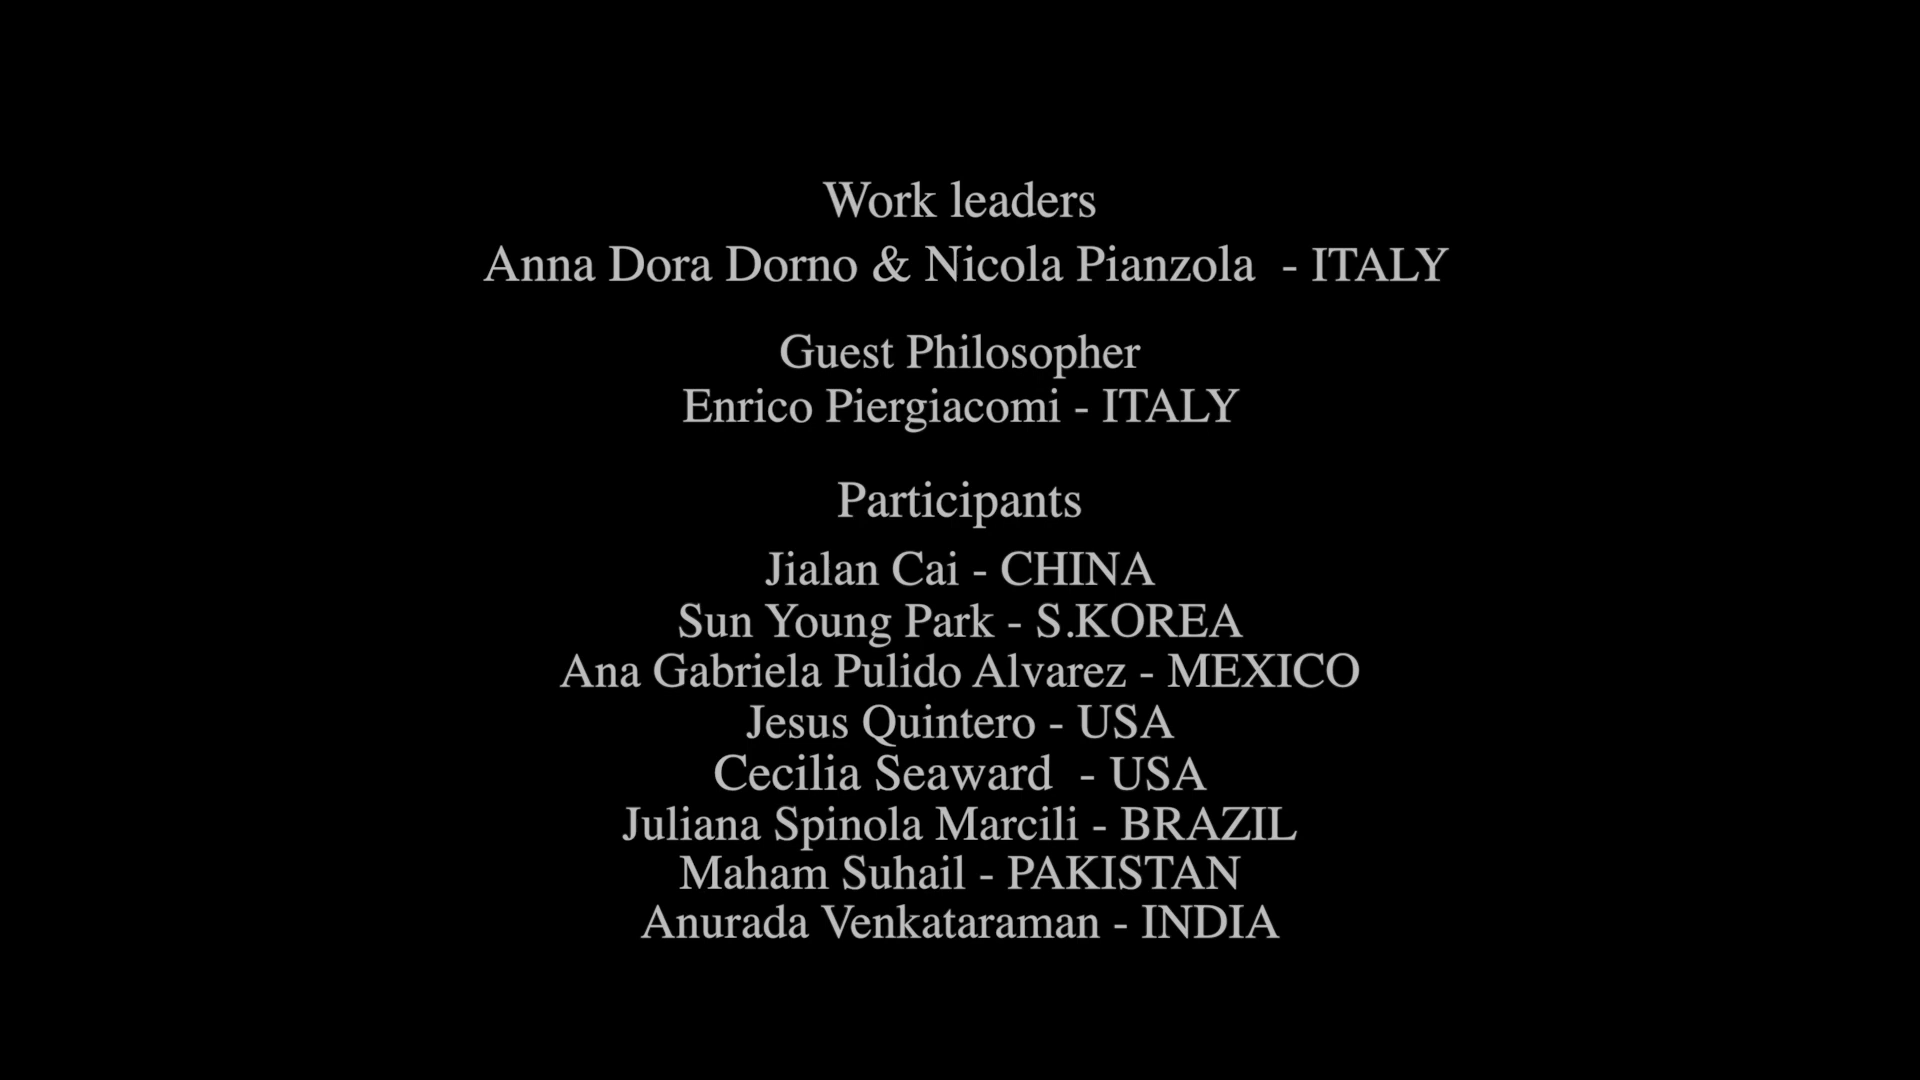 Work leaders
Anna Dora Dorno & Nicola Pianzola - ITALY
Guest Philosopher
Enrico Piergiacomi - ITALY
Participants
Jialan Cai - CHINA
Sun Young Park - S.KOREA
Ana Gabriela Pulido Alvarez - MEXICO
Jesus Quintero - USA
Cecilia Seaward - USA
Juliana Spinola Marcili - BRAZIL
Maham Suhail - PAKISTAN
Anurada Venkataraman - INDIA